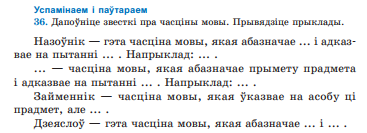 Успамінаем і паўтараем
36. Дапоўніце звесткі пра часціны мовы. Прывядзіце прыклады.
Назоўнік — гэта часціна мовы, якая абазначае ... і адказ-
вае на пытанні ... . Напрыклад: ... .
... — часціна мовы, якая абазначае прымету прадмета
і адказвае на пытанні ... . Напрыклад: ... .
Займеннік — часціна мовы, якая ўказвае на асобу ці
прадмет, але ... .
Дзеяслоў — гэта часціна мовы, якая абазначае ... і ... .